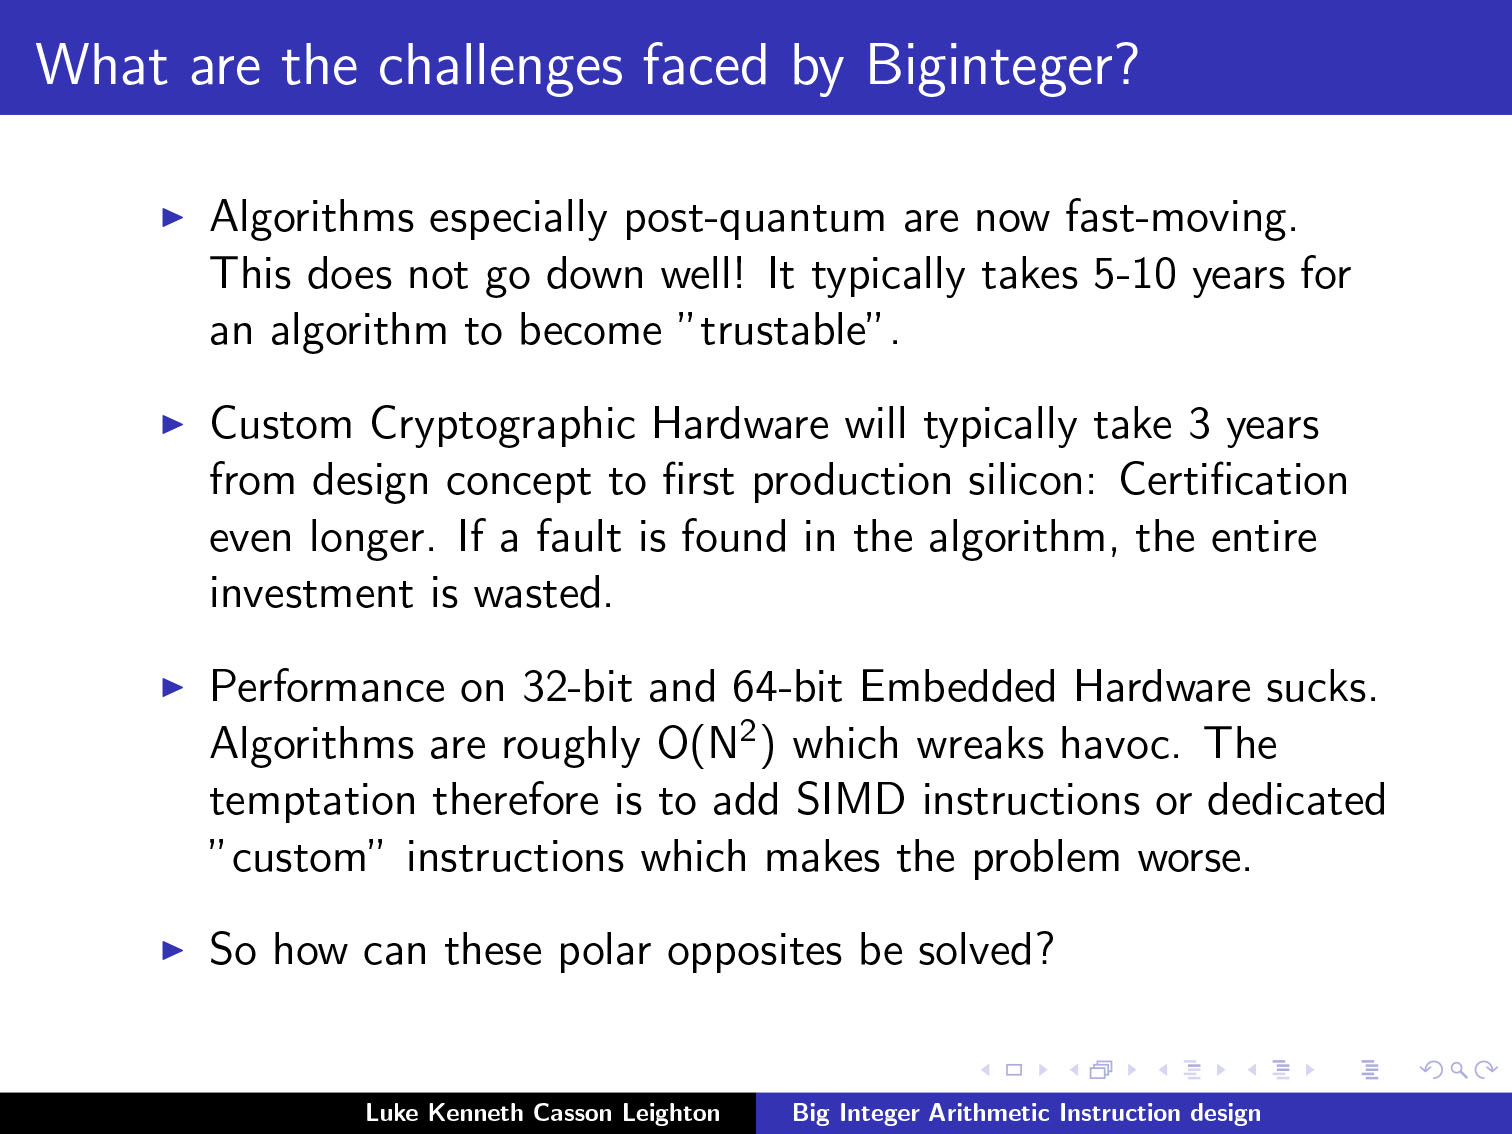 What are the challenges faced by Biginteger?
Algorithms especially post-quantum are now fast-moving.
This does not go down well! It typically takes 5-10 years for
an algorithm to become ”trustable”.
Custom Cryptographic Hardware will typically take 3 years
from design concept to first production silicon: Certification
even longer. If a fault is found in the algorithm, the entire
investment is wasted.
Performance on 32-bit and 64-bit Embedded Hardware sucks.
Algorithms are roughly O(N²) which wreaks havoc. The
temptation therefore is to add SIMD instructions or dedicated
”custom” instructions which makes the problem worse.
So how can these polar opposites be solved?
Luke Kenneth Casson Leighton
Big Integer Arithmetic Instruction design